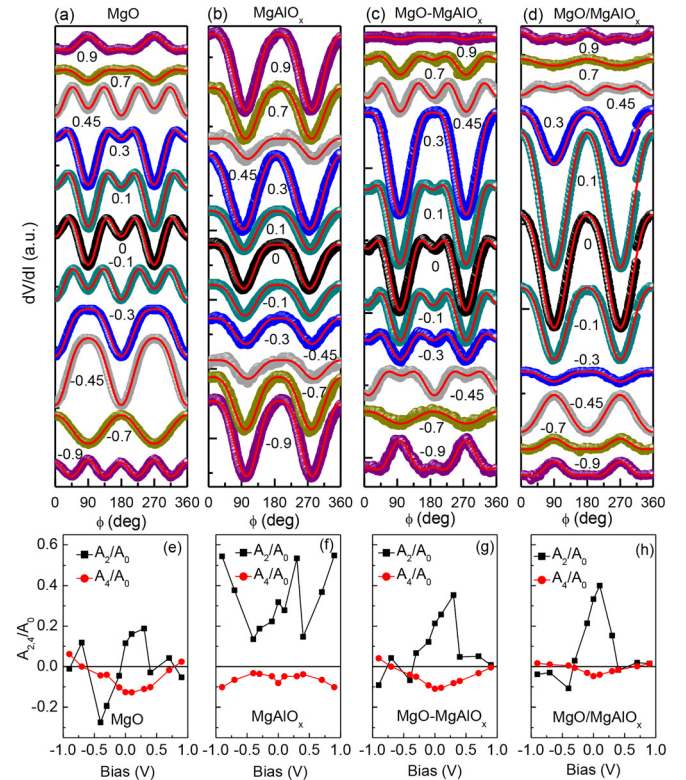 (a) MgO
(b) MgAlOx
(c) MgO-MgAlOx
(d) MgO/MgAlOx
dV/dI (a.u.)
0.9
0.7
0.45
0.3
0.1
0
-0.1
-0.3
-0.45
-0.7
-0.9
0.9
0.7
0.45
0.3
0.1
0
-0.1
-0.3
-0.45
-0.7
-0.9
0.9
0.7
0.45
0.3
0.1
0
-0.1
-0.3
-0.45
-0.7
-0.9
0.9
0.7
0.45
0.3
0.1
0
-0.1
-0.3
-0.45
-0.7
-0.9
0 90 180 270 0 90 180 270 0 90 180 270 0 90 180 270 360
ϕ (deg) ϕ (deg) ϕ (deg) ϕ (deg)
A2,4/A0
0.6
0.4
0.2
0.0
-0.2
A2/A0
A4/A0
(e)
MgO
A2/A0
A4/A0
(f)
MgAlOx
A2/A0
A4/A0
(g)
MgO-MgAlOx
A2/A0
A4/A0
(h)
MgO/MgAlOx
-1.0 -0.5 0.0 0.5 -1.0 -0.5 0.0 0.5 -1.0 -0.5 0.0 0.5 -1.0 -0.5 0.0 0.5 1.0
Bias (V) Bias (V) Bias (V) Bias (V)